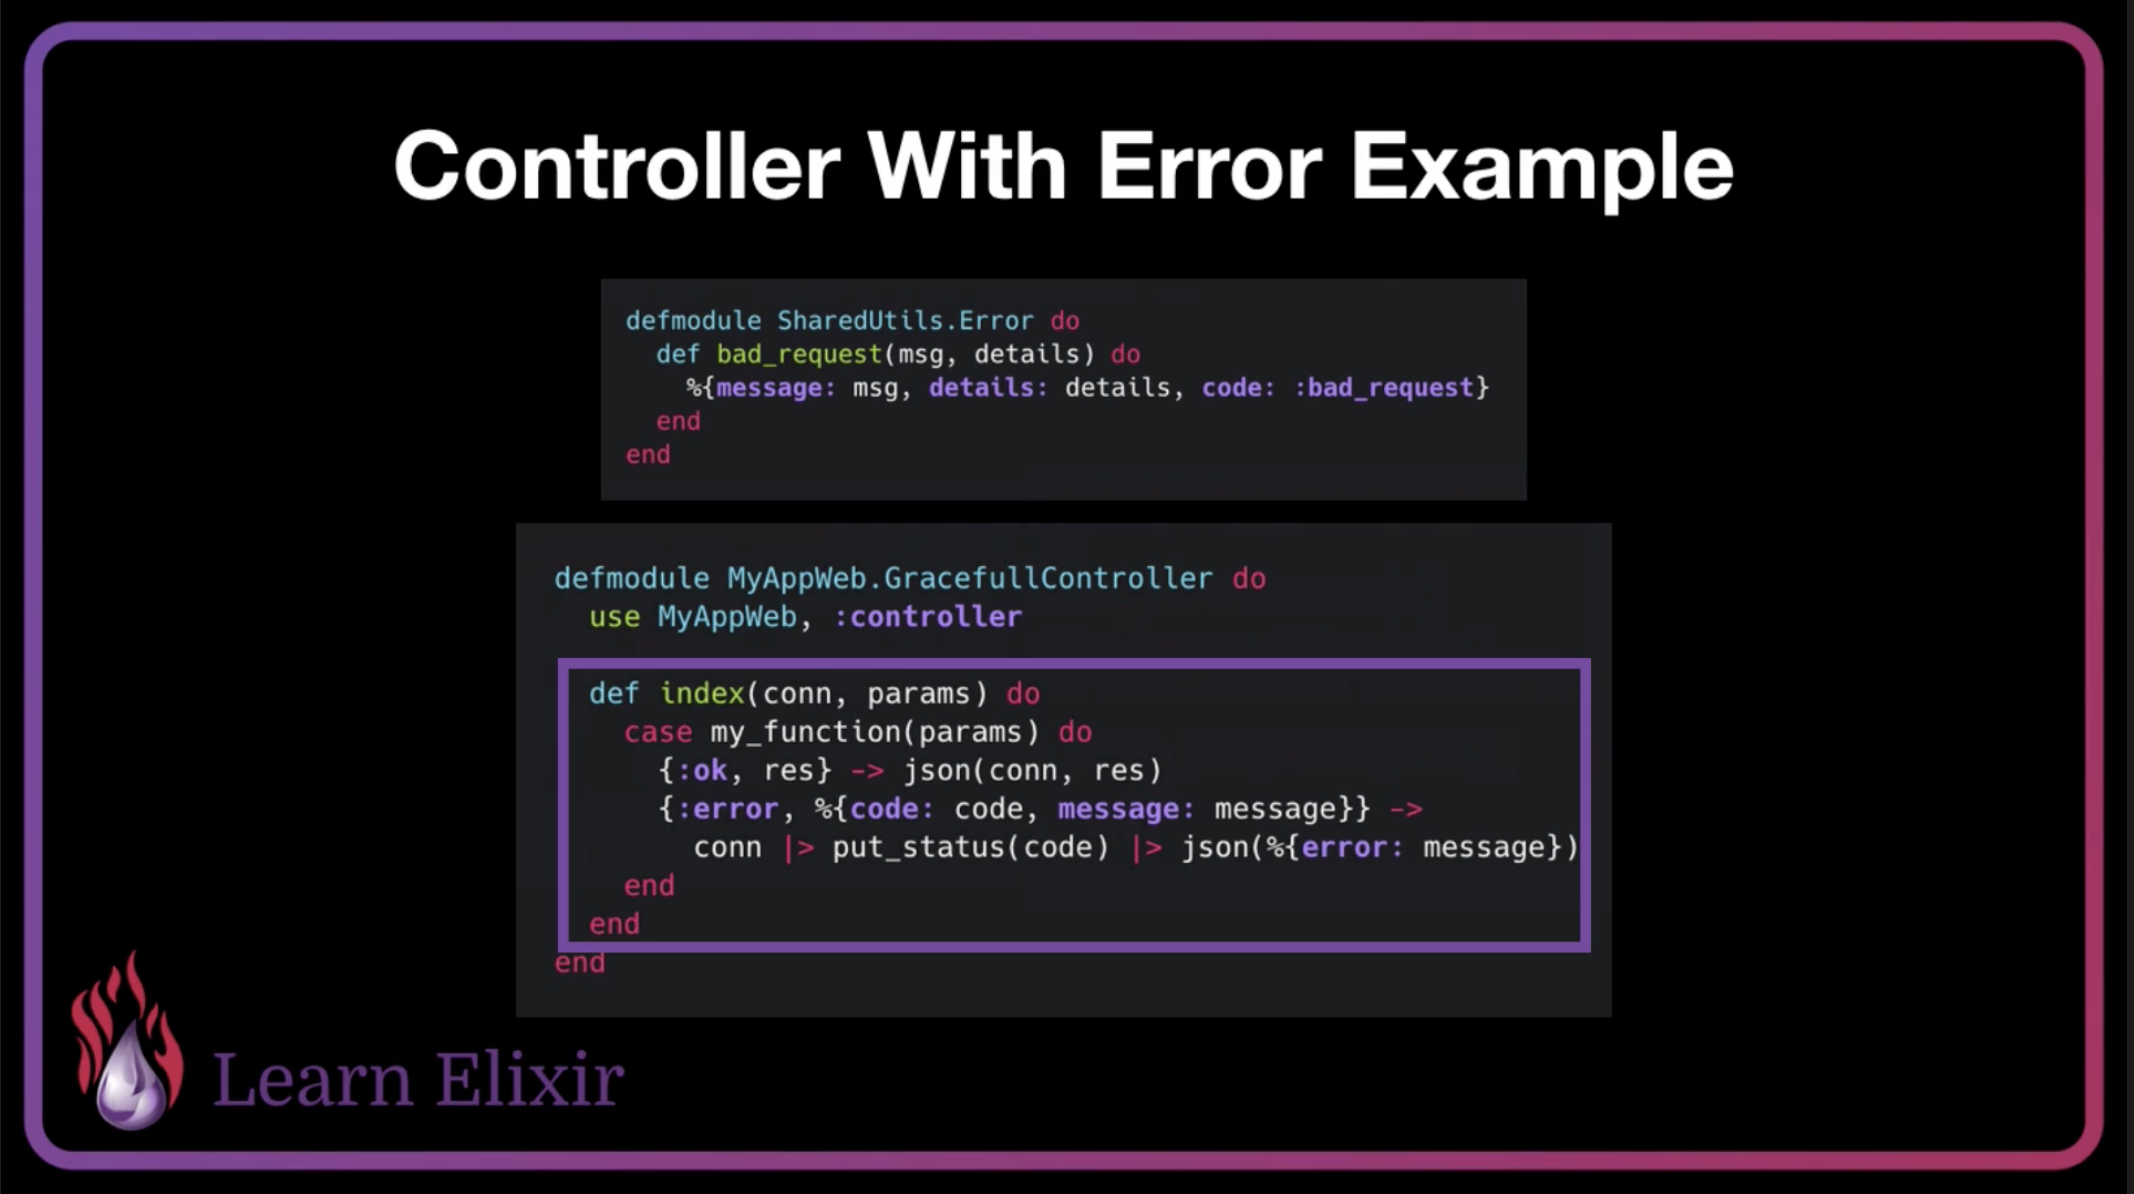 Controller With Error Example
defmodule SharedUtils.Error do
  def bad_request(msg, details) do
    %{message: msg, details: details, code: :bad_request}
  end
end
defmodule MyAppWeb.GracefullController do
  use MyAppWeb, :controller
  def index(conn, params) do
    case my_function(params) do
      {:ok, res} -> json(conn, res)
      {:error, %{code: code, message: message}} ->
        conn |> put_status(code) |> json(%{error: message})
    end
  end
end
Learn Elixir